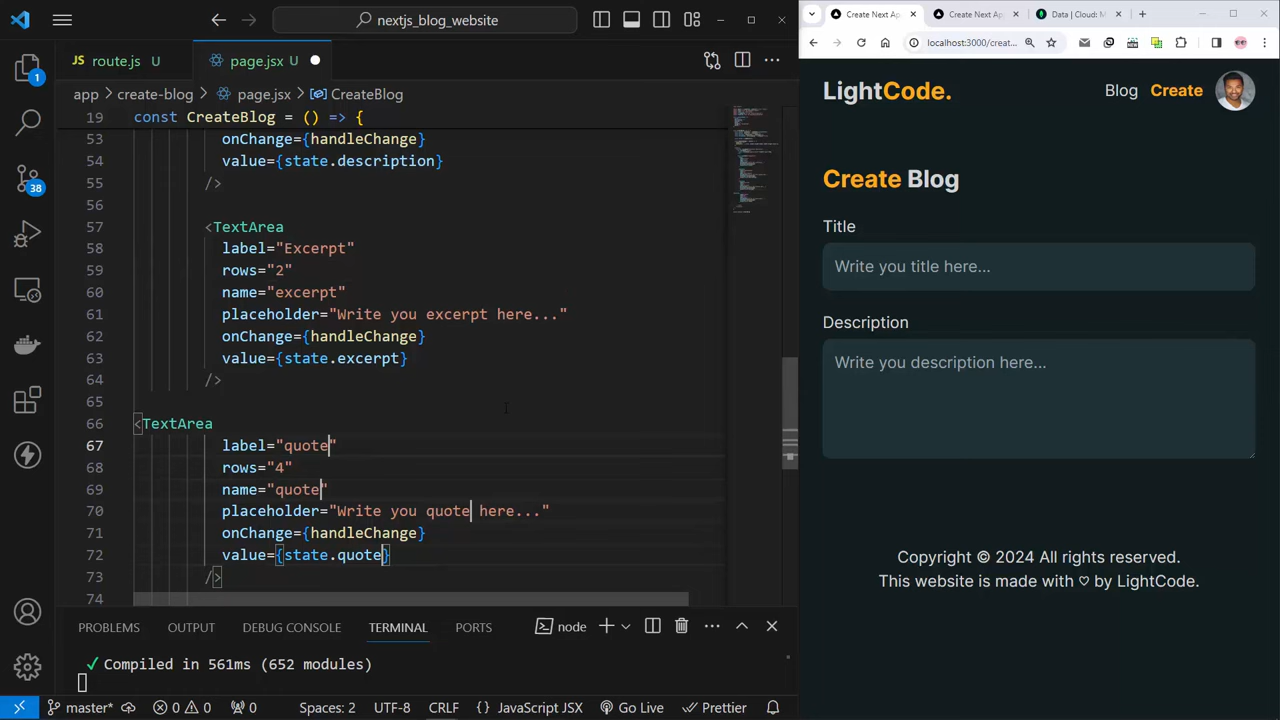 nextjs_blog_website
route.js U
page.jsx U
app > create-blog > page.jsx > CreateBlog
19 const CreateBlog = () => {
53 onChange={handleChange}
54 value={state.description}
55 />
56
57 <TextArea
58 label="Excerpt"
59 rows="2"
60 name="excerpt"
61 placeholder="Write you excerpt here..."
62 onChange={handleChange}
63 value={state.excerpt}
64 />
65
66 <TextArea
67 label="quote"
68 rows="4"
69 name="quote"
70 placeholder="Write you quote here..."
71 onChange={handleChange}
72 value={state.quote}
73 />
74
1
38
PROBLEMS OUTPUT DEBUG CONSOLE TERMINAL PORTS
node
✓ Compiled in 561ms (652 modules)
master* 0 0 0 Spaces: 2 UTF-8 CRLF {} JavaScript JSX Go Live Prettier
Create Next Ap
Create Next Ap
Data | Cloud: M
localhost:3000/creat...
LightCode.
Blog Create
Create Blog
Title
Write you title here...
Description
Write you description here...
Copyright © 2024 All rights reserved.
This website is made with ♡ by LightCode.